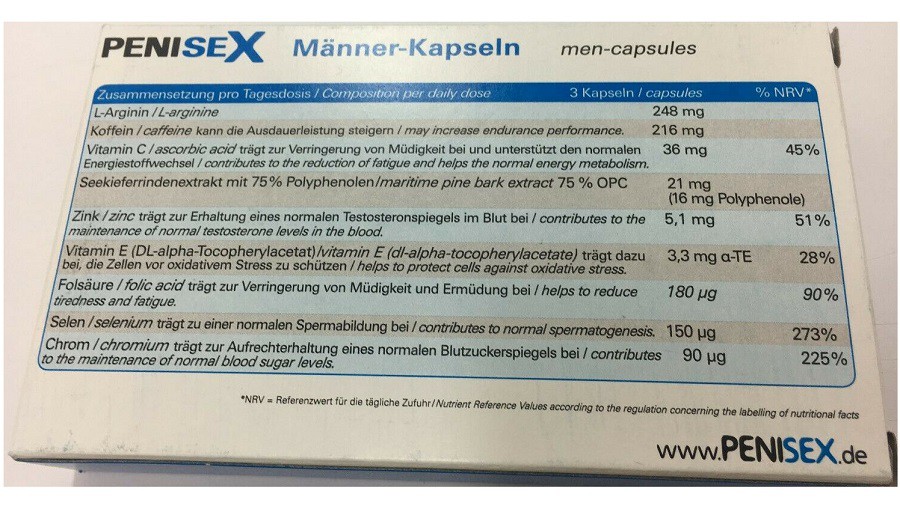 PENISEX Männer-Kapseln men-capsules
Zusammensetzung pro Tagesdosis / Composition per daily dose 3 Kapseln / capsules % NRV*
L-Arginin / L-arginine 248 mg
Koffein / caffeine kann die Ausdauerleistung steigern / may increase endurance performance. 216 mg
Vitamin C / ascorbic acid trägt zur Verringerung von Müdigkeit bei und unterstützt den normalen 36 mg 45%
Energiestoffwechsel / contributes to the reduction of fatigue and helps the normal energy metabolism.
Seekieferrindenextrakt mit 75% Polyphenolen/maritime pine bark extract 75 % OPC 21 mg
(16 mg Polyphenole)
Zink / zinc trägt zur Erhaltung eines normalen Testosteronspiegels im Blut bei / contributes to the 5,1 mg 51%
maintenance of normal testosterone levels in the blood.
Vitamin E (DL-alpha-Tocopherylacetat)/vitamin E (dl-alpha-tocopherylacetate) trägt dazu 3,3 mg α-TE 28%
bei, die Zellen vor oxidativem Stress zu schützen / helps to protect cells against oxidative stress.
Folsäure / folic acid trägt zur Verringerung von Müdigkeit und Ermüdung bei / helps to reduce 180 µg 90%
tiredness and fatigue.
Selen / selenium trägt zu einer normalen Spermabildung bei / contributes to normal spermatogenesis. 150 µg 273%
Chrom / chromium trägt zur Aufrechterhaltung eines normalen Blutzuckerspiegels bei / contributes 90 µg 225%
to the maintenance of normal blood sugar levels.
*NRV = Referenzwert für die tägliche Zufuhr/Nutrient Reference Values according to the regulation concerning the labelling of nutritional facts
www.PENISEX.de